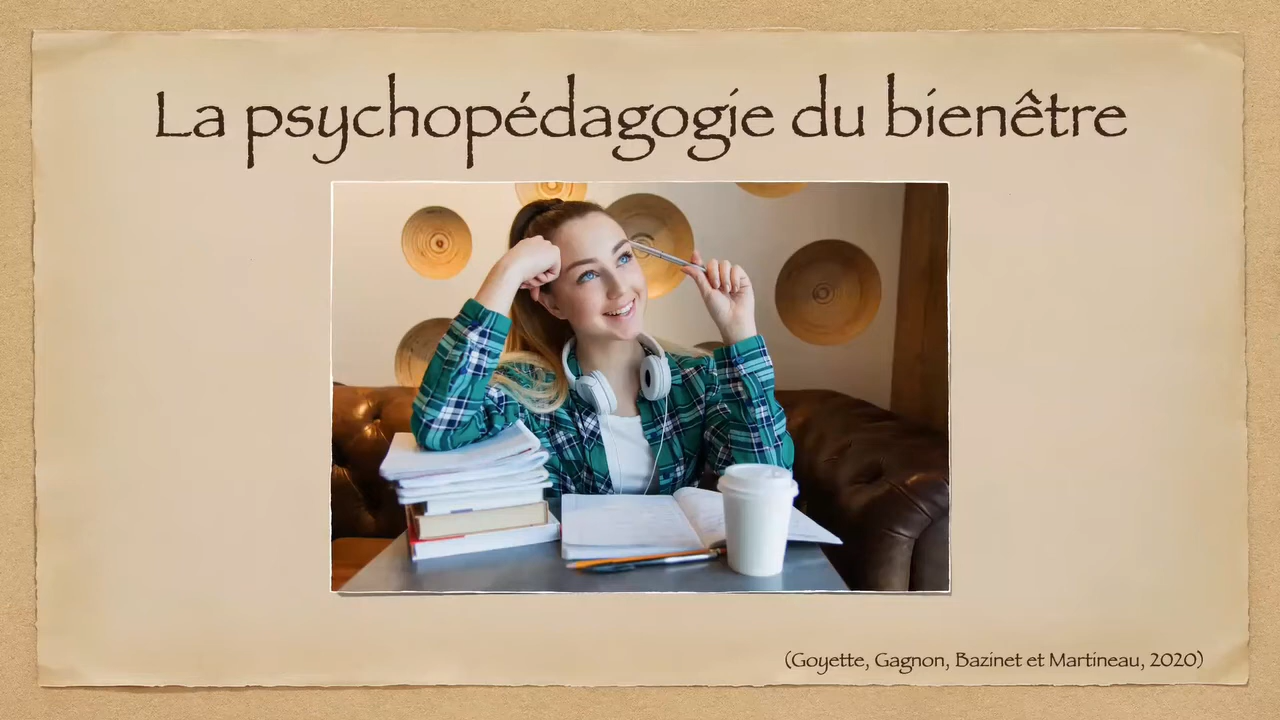 La psychopédagogie du bienêtre
(Goyette, Gagnon, Bazinet et Martineau, 2020)